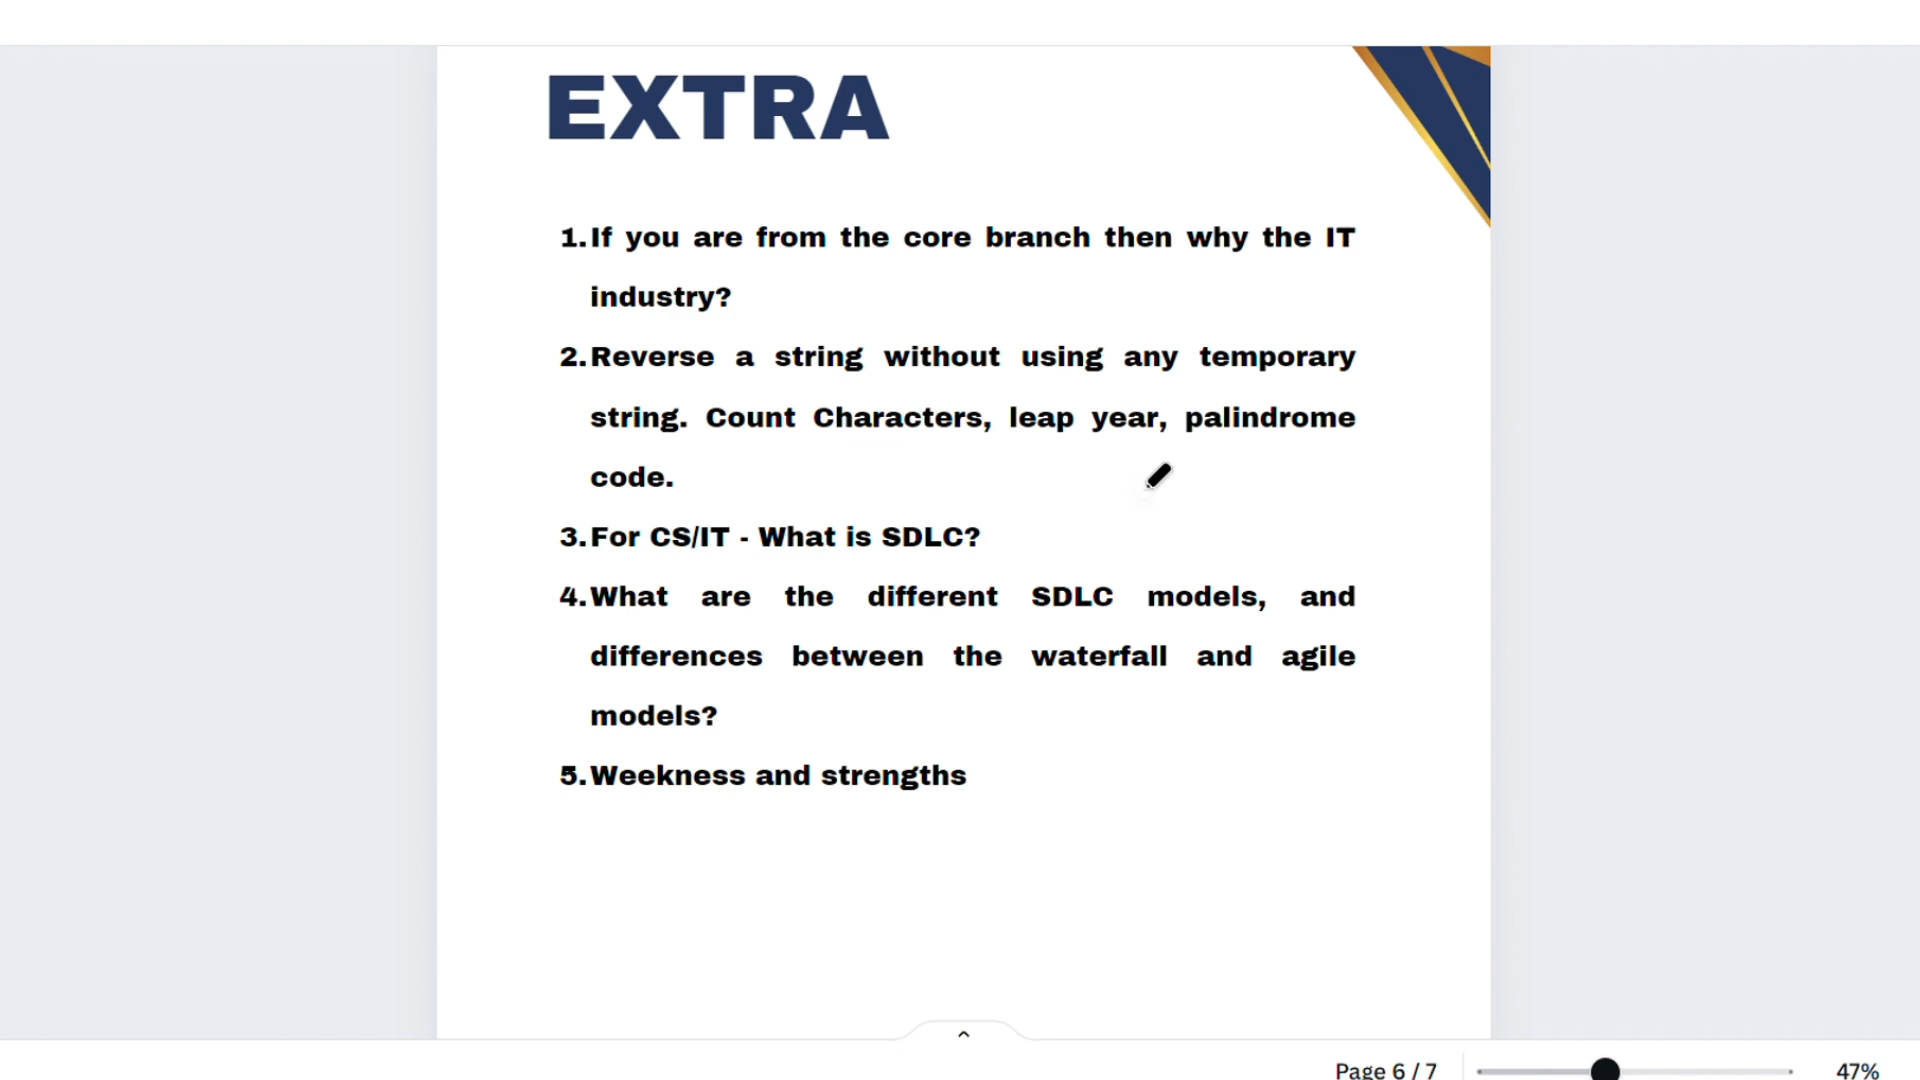 EXTRA
1. If you are from the core branch then why the IT
industry?
2. Reverse a string without using any temporary
string. Count Characters, leap year, palindrome
code.
3. For CS/IT - What is SDLC?
4. What are the different SDLC models, and
differences between the waterfall and agile
models?
5. Weekness and strengths
Page 6 / 7 47%